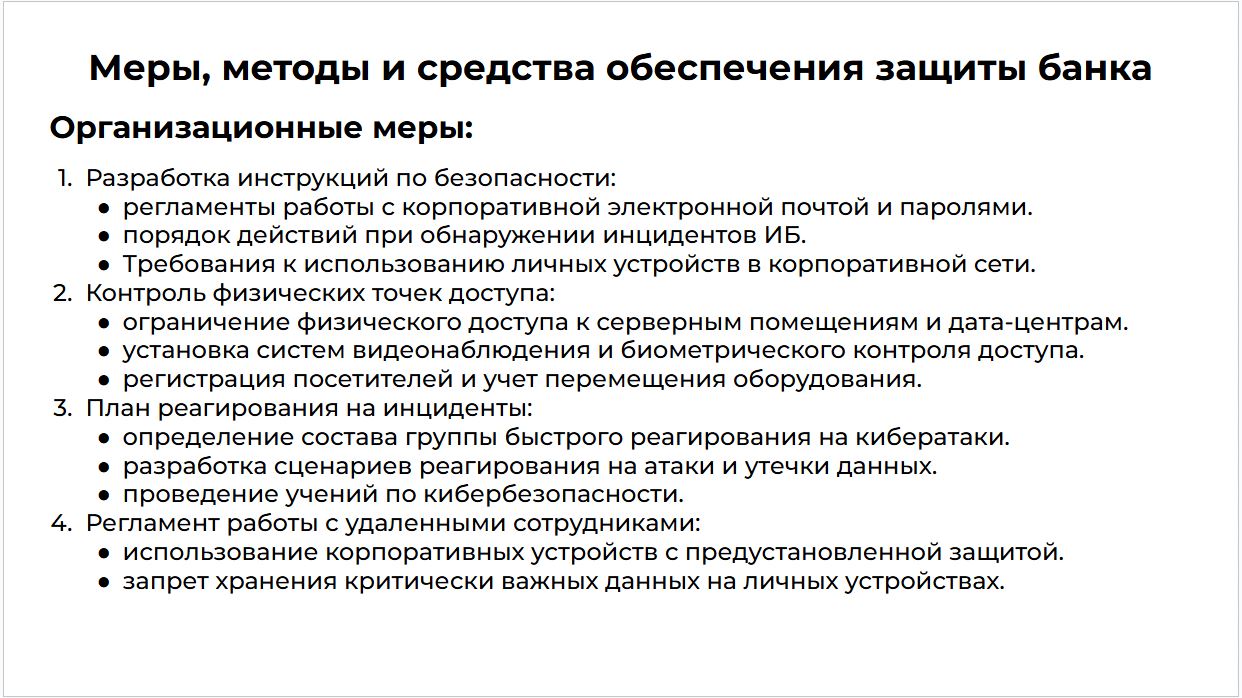 Меры, методы и средства обеспечения защиты банка
Организационные меры:
1. Разработка инструкций по безопасности:
● регламенты работы с корпоративной электронной почтой и паролями.
● порядок действий при обнаружении инцидентов ИБ.
● Требования к использованию личных устройств в корпоративной сети.
2. Контроль физических точек доступа:
● ограничение физического доступа к серверным помещениям и дата-центрам.
● установка систем видеонаблюдения и биометрического контроля доступа.
● регистрация посетителей и учет перемещения оборудования.
3. План реагирования на инциденты:
● определение состава группы быстрого реагирования на кибератаки.
● разработка сценариев реагирования на атаки и утечки данных.
● проведение учений по кибербезопасности.
4. Регламент работы с удаленными сотрудниками:
● использование корпоративных устройств с предустановленной защитой.
● запрет хранения критически важных данных на личных устройствах.